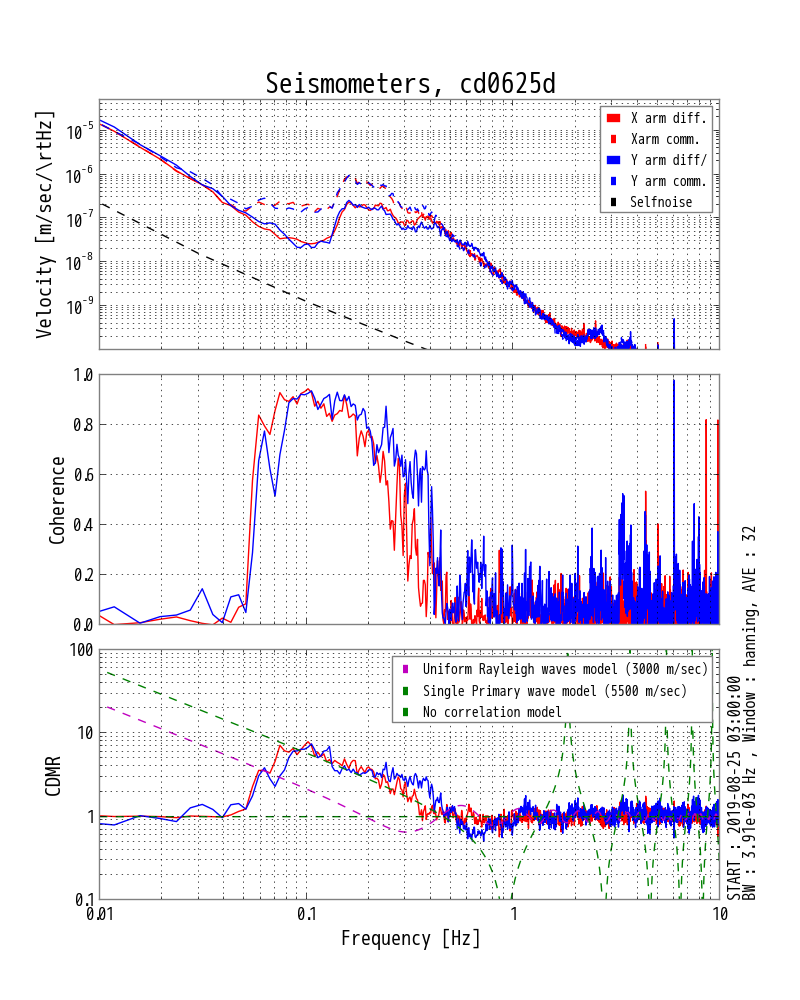 Seismometers, cd0625d
Velocity [m/sec/\rtHz]
10^-5
10^-6
10^-7
10^-8
10^-9
X arm diff.
Xarm comm.
Y arm diff/
Y arm comm.
Selfnoise
Coherence
1.0
0.8
0.6
0.4
0.2
0.0
CDMR
100
10
1
0.1
Uniform Rayleigh waves model (3000 m/sec)
Single Primary wave model (5500 m/sec)
No correlation model
0.01
0.1
1
10
Frequency [Hz]
START : 2019-08-25 03:00:00
BW : 3.91e-03 Hz , Window : hanning, AVE : 32